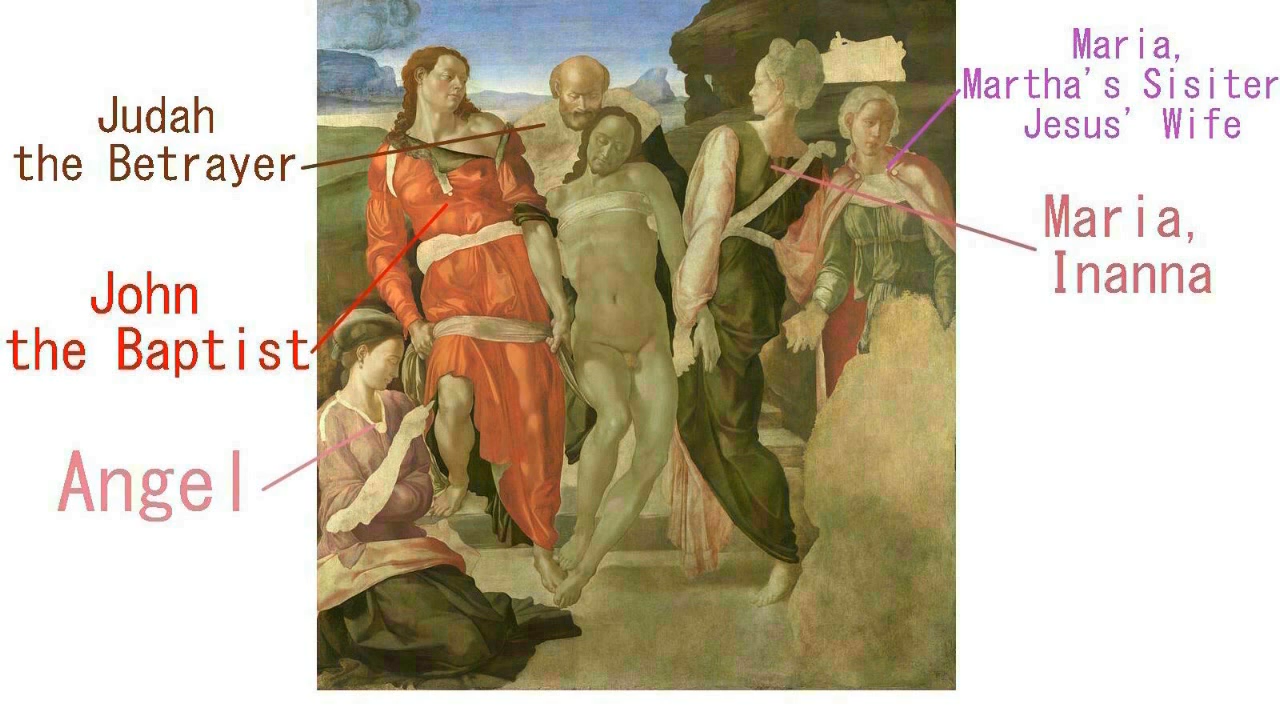 Judah
the Betrayer
John
the Baptist
Angel
Maria,
Martha's Sisiter
Jesus' Wife
Maria,
Inanna